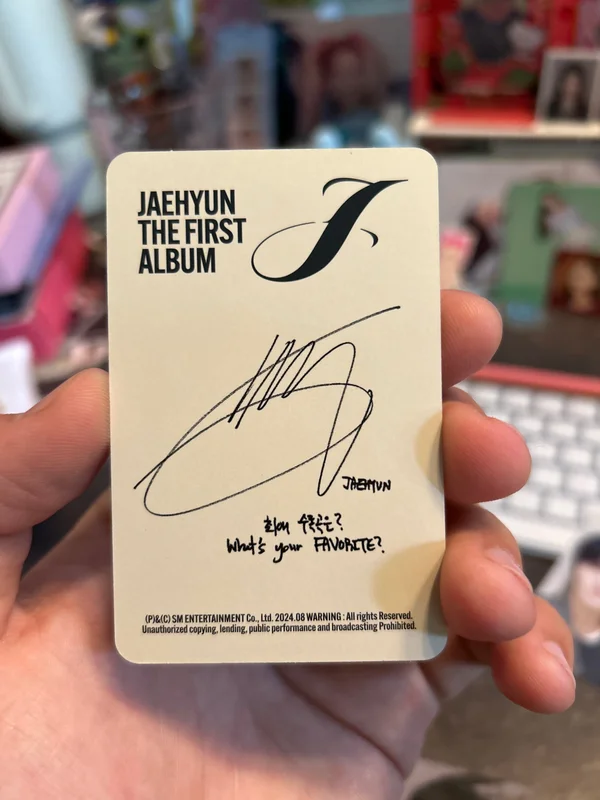 JAEHYUN
THE FIRST
ALBUM
J
JAEHYUN
최애 수록곡은?
What's your FAVORITE?
(P)&(C) SM ENTERTAINMENT Co., Ltd. 2024.08 WARNING : All rights Reserved.
Unauthorized copying, lending, public performance and broadcasting Prohibited.